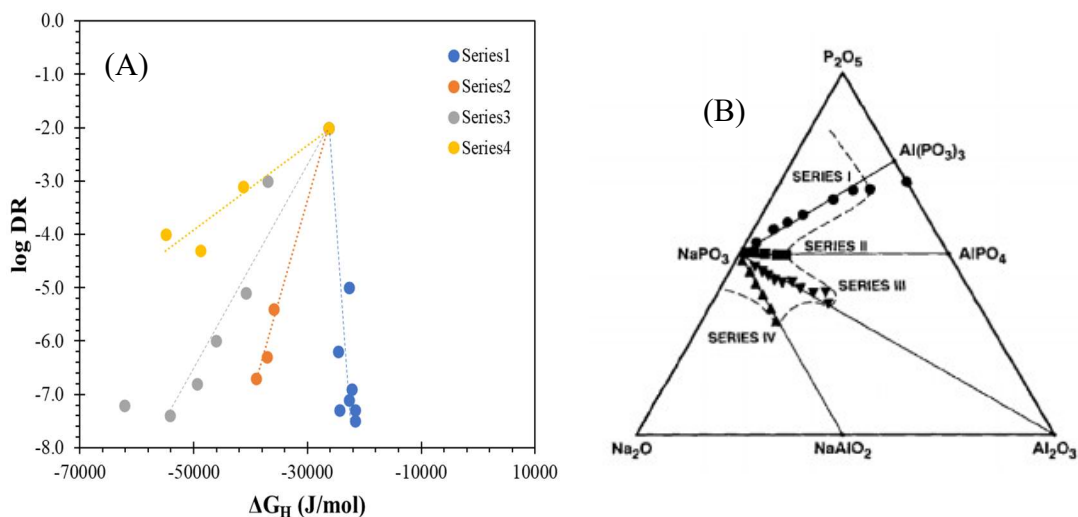 (A)
Series1
Series2
Series3
Series4
log DR
0.0
-1.0
-2.0
-3.0
-4.0
-5.0
-6.0
-7.0
-8.0
-70000 -50000 -30000 -10000 10000
ΔG_H (J/mol)
(B)
P₂O₅
Al(PO₃)₃
SERIES I
NaPO₃
SERIES II
AlPO₄
SERIES III
SERIES IV
Na₂O NaAlO₂ Al₂O₃